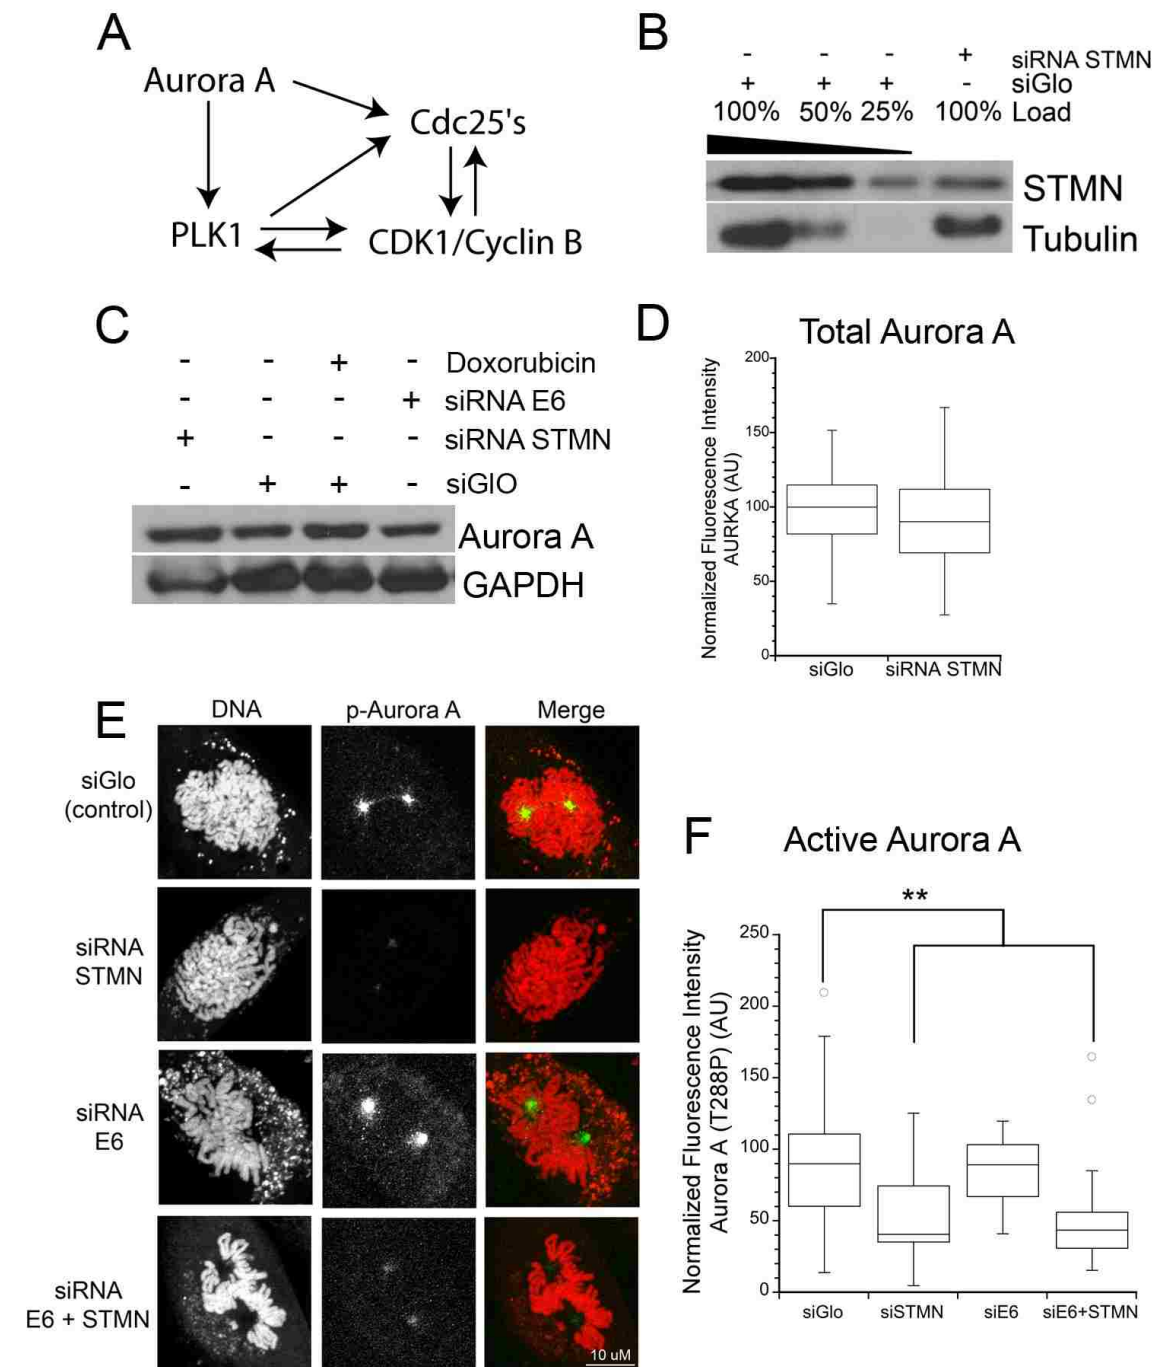 A
Aurora A
Cdc25's
PLK1
CDK1/Cyclin B
B
- - - + siRNA STMN
+ + + - siGlo
100% 50% 25% 100% Load
STMN
Tubulin
C
- - + - Doxorubicin
- - - + siRNA E6
+ - - - siRNA STMN
- + + - siGlO
Aurora A
GAPDH
D
Total Aurora A
Normalized Fluorescence Intensity
AURKA (AU)
200
150
100
50
0
siGlo siRNA STMN
E
DNA p-Aurora A Merge
siGlo
(control)
siRNA
STMN
siRNA
E6
siRNA
E6 + STMN
10 uM
F
Active Aurora A
**
Normalized Fluorescence Intensity
Aurora A (T288P) (AU)
250
200
150
100
50
0
siGlo siSTMN siE6 siE6+STMN